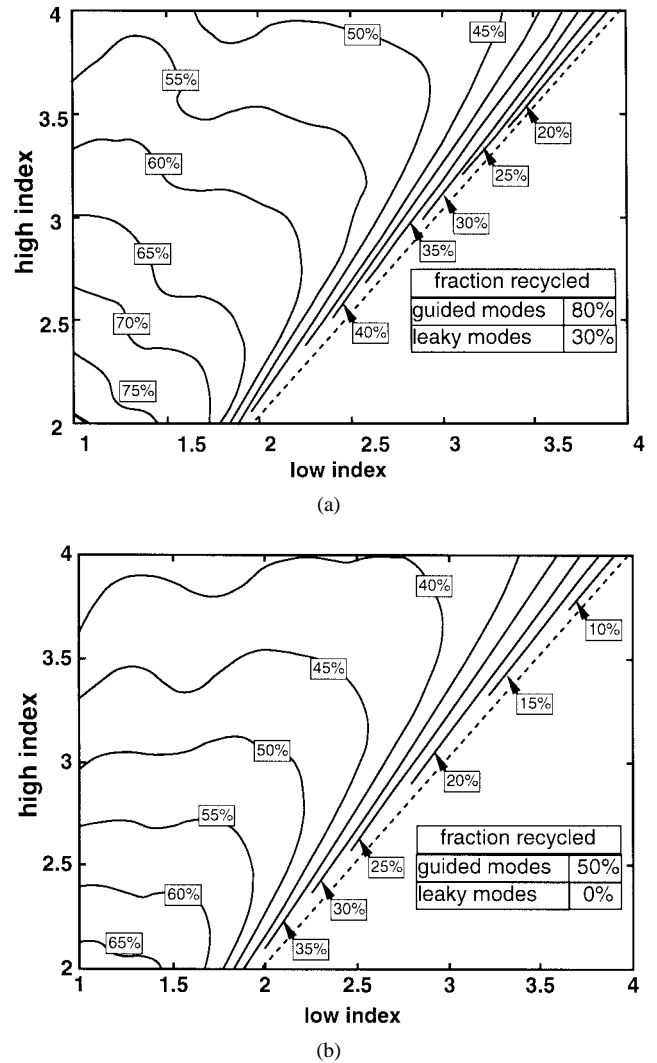 4
50%
45%
55%
3.5
20%
60%
25%
high index
3
30%
65%
35%
fraction recycled
guided modes 80%
leaky modes 30%
2.5
70%
40%
75%
2
1 1.5 2 2.5 3 3.5 4
low index
(a)
4
40%
10%
3.5
45%
15%
high index
3
50%
20%
55%
fraction recycled
guided modes 50%
leaky modes 0%
2.5
25%
60%
30%
65%
35%
2
1 1.5 2 2.5 3 3.5 4
low index
(b)